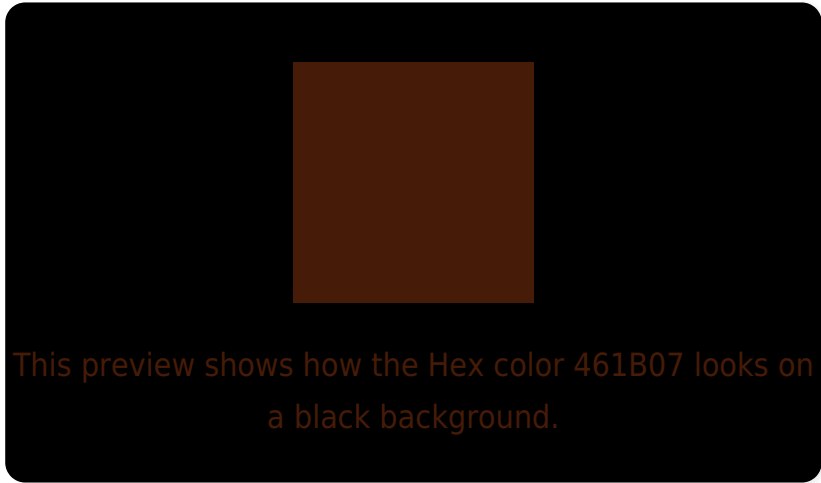 This preview shows how the Hex color 461B07 looks on
a black background.